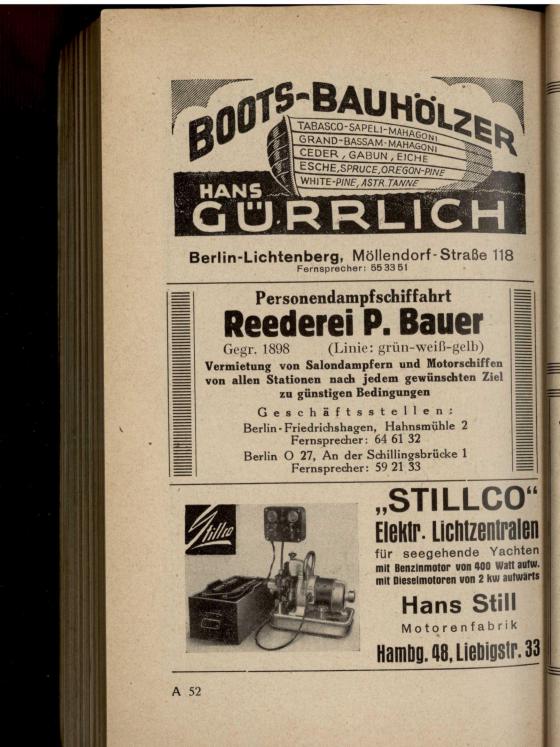 BOOTS-BAUHÖLZER
TABASCO-SAPELI-MAHAGONI
GRAND-BASSAM-MAHAGONI
CEDER, GABUN, EICHE
ESCHE, SPRUCE, OREGON-PINE
WHITE-PINE, ASTR. TANNE
HANS
GÜRRLICH
Berlin-Lichtenberg, Möllendorf-Straße 118
Fernsprecher: 55 33 51
Personendampfschiffahrt
Reederei P. Bauer
Gegr. 1898 (Linie: grün-weiß-gelb)
Vermietung von Salondampfern und Motorschiffen
von allen Stationen nach jedem gewünschten Ziel
zu günstigen Bedingungen
Geschäftsstellen:
Berlin-Friedrichshagen, Hahnsmühle 2
Fernsprecher: 64 61 32
Berlin O 27, An der Schillingsbrücke 1
Fernsprecher: 59 21 33
Stillco
„STILLCO“
Elektr. Lichtzentralen
für seegehende Yachten
mit Benzinmotor von 400 Watt aufw.
mit Dieselmotoren von 2 kw aufwärts
Hans Still
Motorenfabrik
Hambg. 48, Liebigstr. 33
A 52